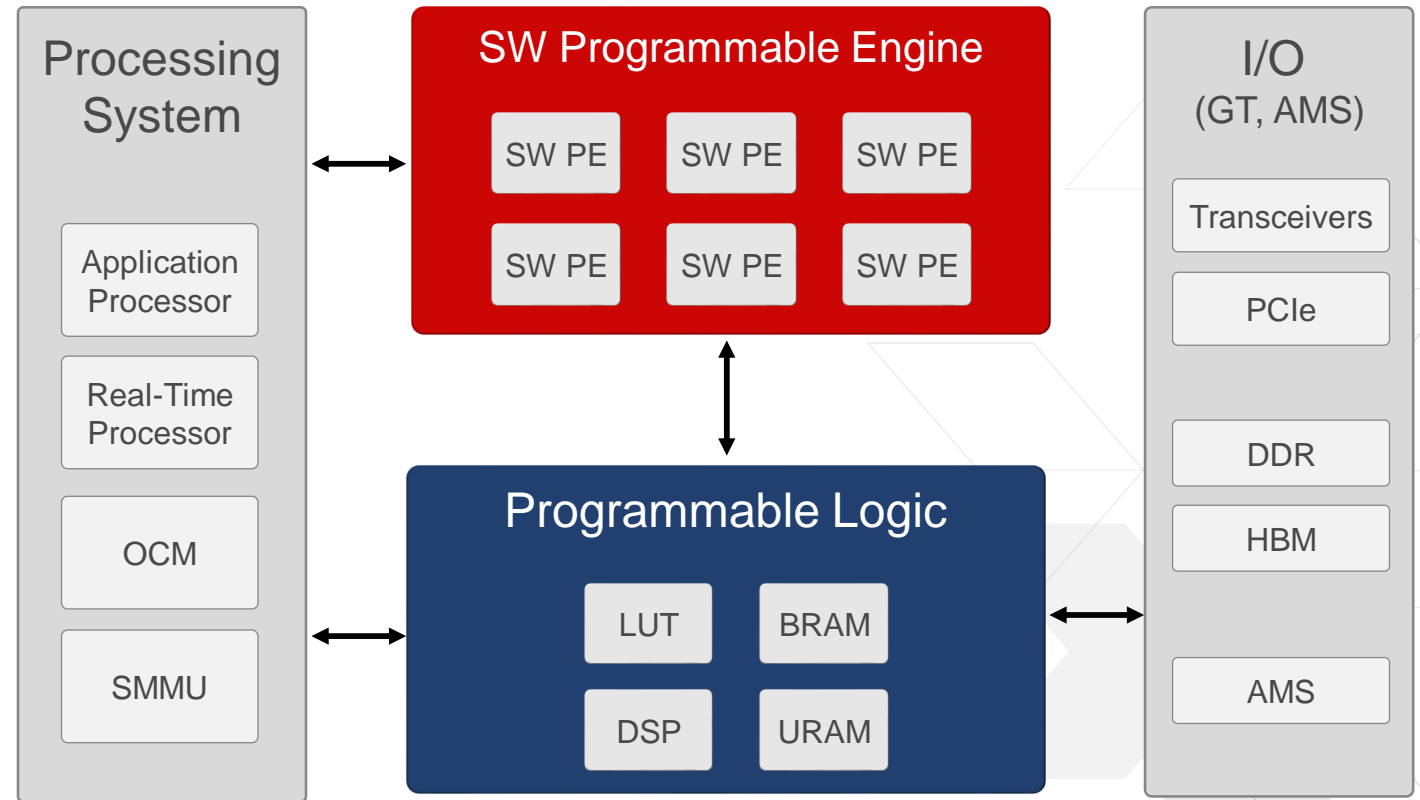 Processing
System
Application
Processor
Real-Time
Processor
OCM
SMMU
SW Programmable Engine
SW PE
SW PE
SW PE
SW PE
SW PE
SW PE
Programmable Logic
LUT
BRAM
DSP
URAM
I/O
(GT, AMS)
Transceivers
PCIe
DDR
HBM
AMS